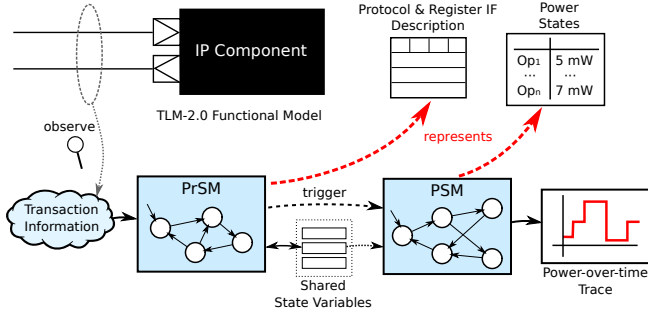 Protocol & Register IF
Description
Power
States
IP Component
Op1 5 mW
... ...
Opn 7 mW
TLM-2.0 Functional Model
observe
represents
PrSM
trigger
PSM
Transaction
Information
Shared
State Variables
Power-over-time
Trace